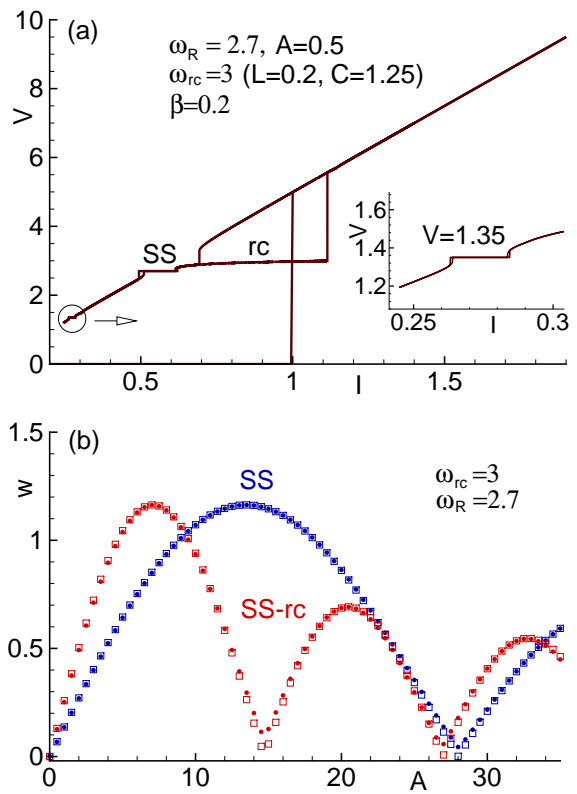 (a)
ω_R = 2.7, A=0.5
ω_rc =3 (L=0.2, C=1.25)
β=0.2
V
10
8
6
4
2
0
SS
rc
0.5
1
I
1.5
V
1.6
1.4
1.2
V=1.35
0.25
I
0.3
(b)
w
1.5
1
0.5
0
SS
SS-rc
ω_rc =3
ω_R = 2.7
0
10
20
A
30